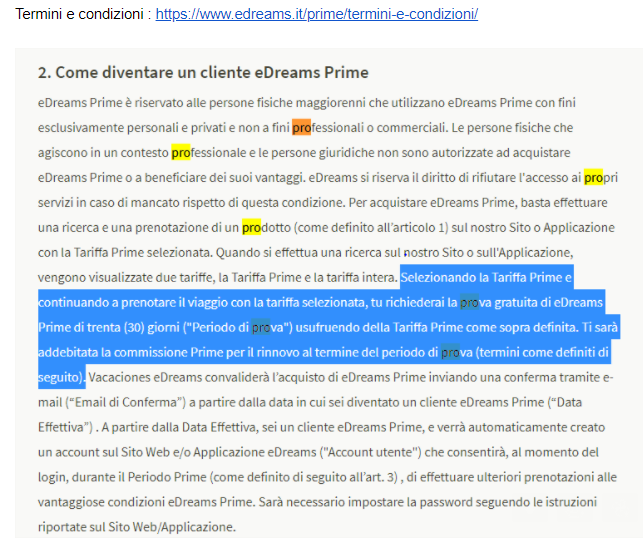 Termini e condizioni : https://www.edreams.it/prime/termini-e-condizioni/
2. Come diventare un cliente eDreams Prime
eDreams Prime è riservato alle persone fisiche maggiorenni che utilizzano eDreams Prime con fini
esclusivamente personali e privati e non a fini professionali o commerciali. Le persone fisiche che
agiscono in un contesto professionale e le persone giuridiche non sono autorizzate ad acquistare
eDreams Prime o a beneficiare dei suoi vantaggi. eDreams si riserva il diritto di rifiutare l'accesso ai propri
servizi in caso di mancato rispetto di questa condizione. Per acquistare eDreams Prime, basta effettuare
una ricerca e una prenotazione di un prodotto (come definito all'articolo 1) sul nostro Sito o Applicazione
con la Tariffa Prime selezionata. Quando si effettua una ricerca sul nostro Sito o sull'Applicazione,
vengono visualizzate due tariffe, la Tariffa Prime e la tariffa intera. Selezionando la Tariffa Prime e
continuando a prenotare il viaggio con la tariffa selezionata, tu richiederai la prova gratuita di eDreams
Prime di trenta (30) giorni ("Periodo di prova") usufruendo della Tariffa Prime come sopra definita. Ti sarà
addebitata la commissione Prime per il rinnovo al termine del periodo di prova (termini come definiti di
seguito). Vacaciones eDreams convaliderà l'acquisto di eDreams Prime inviando una conferma tramite e-
mail ("Email di Conferma") a partire dalla data in cui sei diventato un cliente eDreams Prime ("Data
Effettiva") . A partire dalla Data Effettiva, sei un cliente eDreams Prime, e verrà automaticamente creato
un account sul Sito Web e/o Applicazione eDreams ("Account utente") che consentirà, al momento del
login, durante il Periodo Prime (come definito di seguito all'art. 3) , di effettuare ulteriori prenotazioni alle
vantaggiose condizioni eDreams Prime. Sarà necessario impostare la password seguendo le istruzioni
riportate sul Sito Web/Applicazione.